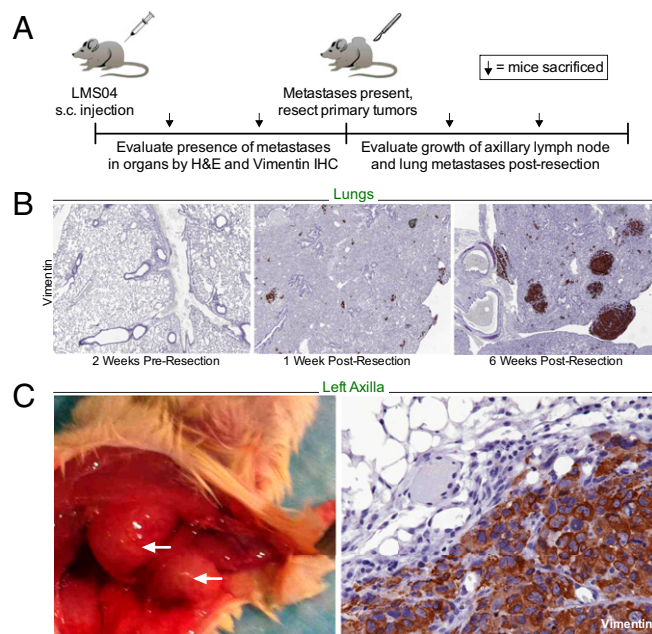 A
LMS04
s.c. injection
Metastases present,
resect primary tumors
= mice sacrificed
Evaluate presence of metastases
in organs by H&E and Vimentin IHC
Evaluate growth of axillary lymph node
and lung metastases post-resection
Lungs
B
Vimentin
2 Weeks Pre-Resection
1 Week Post-Resection
6 Weeks Post-Resection
Left Axilla
C
Vimentin